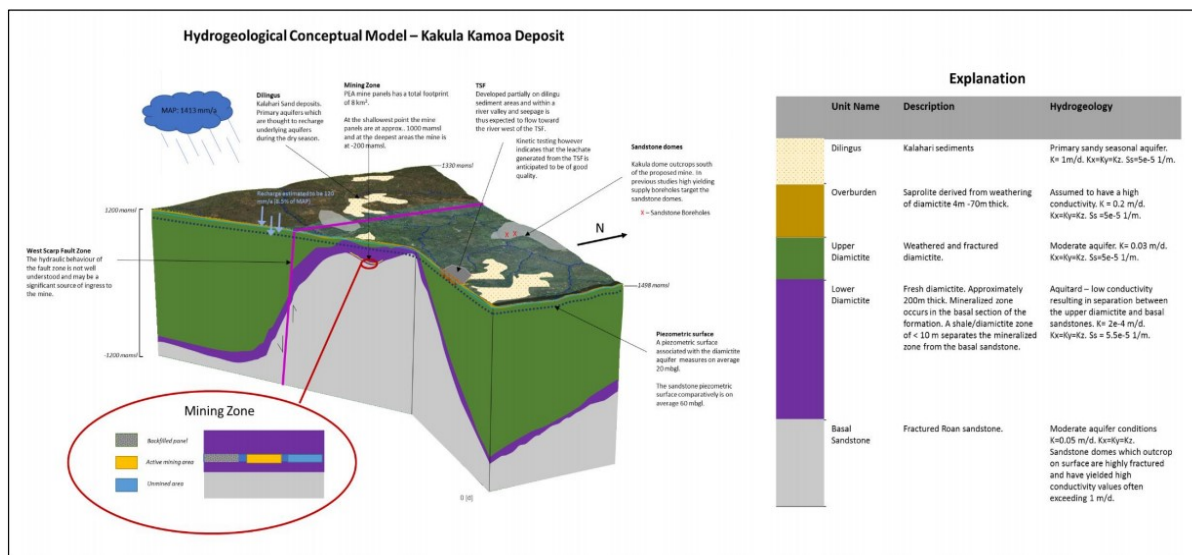 Hydrogeological Conceptual Model – Kakula Kamoa Deposit
MAP: 1413 mm/a
Dilingus
Kalahari Sand deposits.
Primary aquifers which
are thought to recharge
underlying aquifers
during the dry season.
Mining Zone
PEA mine panels has a total footprint
of 8 km².
At the shallowest point the mine
panels are at approx. 1000 mamsl
and at the deepest areas the mine is
at -200 mamsl.
TSF
Developed partially on dilingu
sediment areas and within a
river valley and seepage is
thus expected to flow toward
the river west of the TSF.
Kinetic testing however
indicates that the leachate
generated from the TSF is
anticipated to be of good
quality.
Sandstone domes
Kakula dome outcrops south
of the proposed mine. In
previous studies high yielding
supply boreholes target the
sandstone domes.
x – Sandstone Boreholes
x x
N
1330 mamsl
1200 mamsl
Recharge estimated to be 120
mm/a (8.5% of MAP)
West Scarp Fault Zone
The hydraulic behaviour of
the fault zone is not well
understood and may be a
significant source of ingress to
the mine.
1498 mamsl
-1200 mamsl
Piezometric surface
A piezometric surface
associated with the diamictite
aquifer measures on average
20 mbgl.
The sandstone piezometric
surface comparatively is on
average 60 mbgl.
Mining Zone
Backfilled panel
Active mining area
Unmined area
Explanation
Unit Name Description Hydrogeology
Dilingus Kalahari sediments Primary sandy seasonal aquifer.
K= 1m/d. Kx=Ky=Kz. Ss=5e-5 1/m.
Overburden Saprolite derived from weathering Assumed to have a high
of diamictite 4m -70m thick. conductivity. K = 0.2 m/d.
Kx=Ky=Kz. Ss =5e-5 1/m.
Upper Weathered and fractured Moderate aquifer. K= 0.03 m/d.
Diamictite diamictite. Kx=Ky=Kz. Ss=5e-5 1/m.
Lower Fresh diamictite. Approximately Aquitard – low conductivity
Diamictite 200m thick. Mineralized zone resulting in separation between
occurs in the basal section of the the upper diamictite and basal
formation. A shale/diamictite zone sandstones. K= 2e-4 m/d.
of < 10 m separates the mineralized Kx=Ky=Kz. Ss = 5.5e-5 1/m.
zone from the basal sandstone.
Basal Fractured Roan sandstone. Moderate aquifer conditions
Sandstone K=0.05 m/d. Kx=Ky=Kz.
Sandstone domes which outcrop
on surface are highly fractured
and have yielded high
conductivity values often
exceeding 1 m/d.